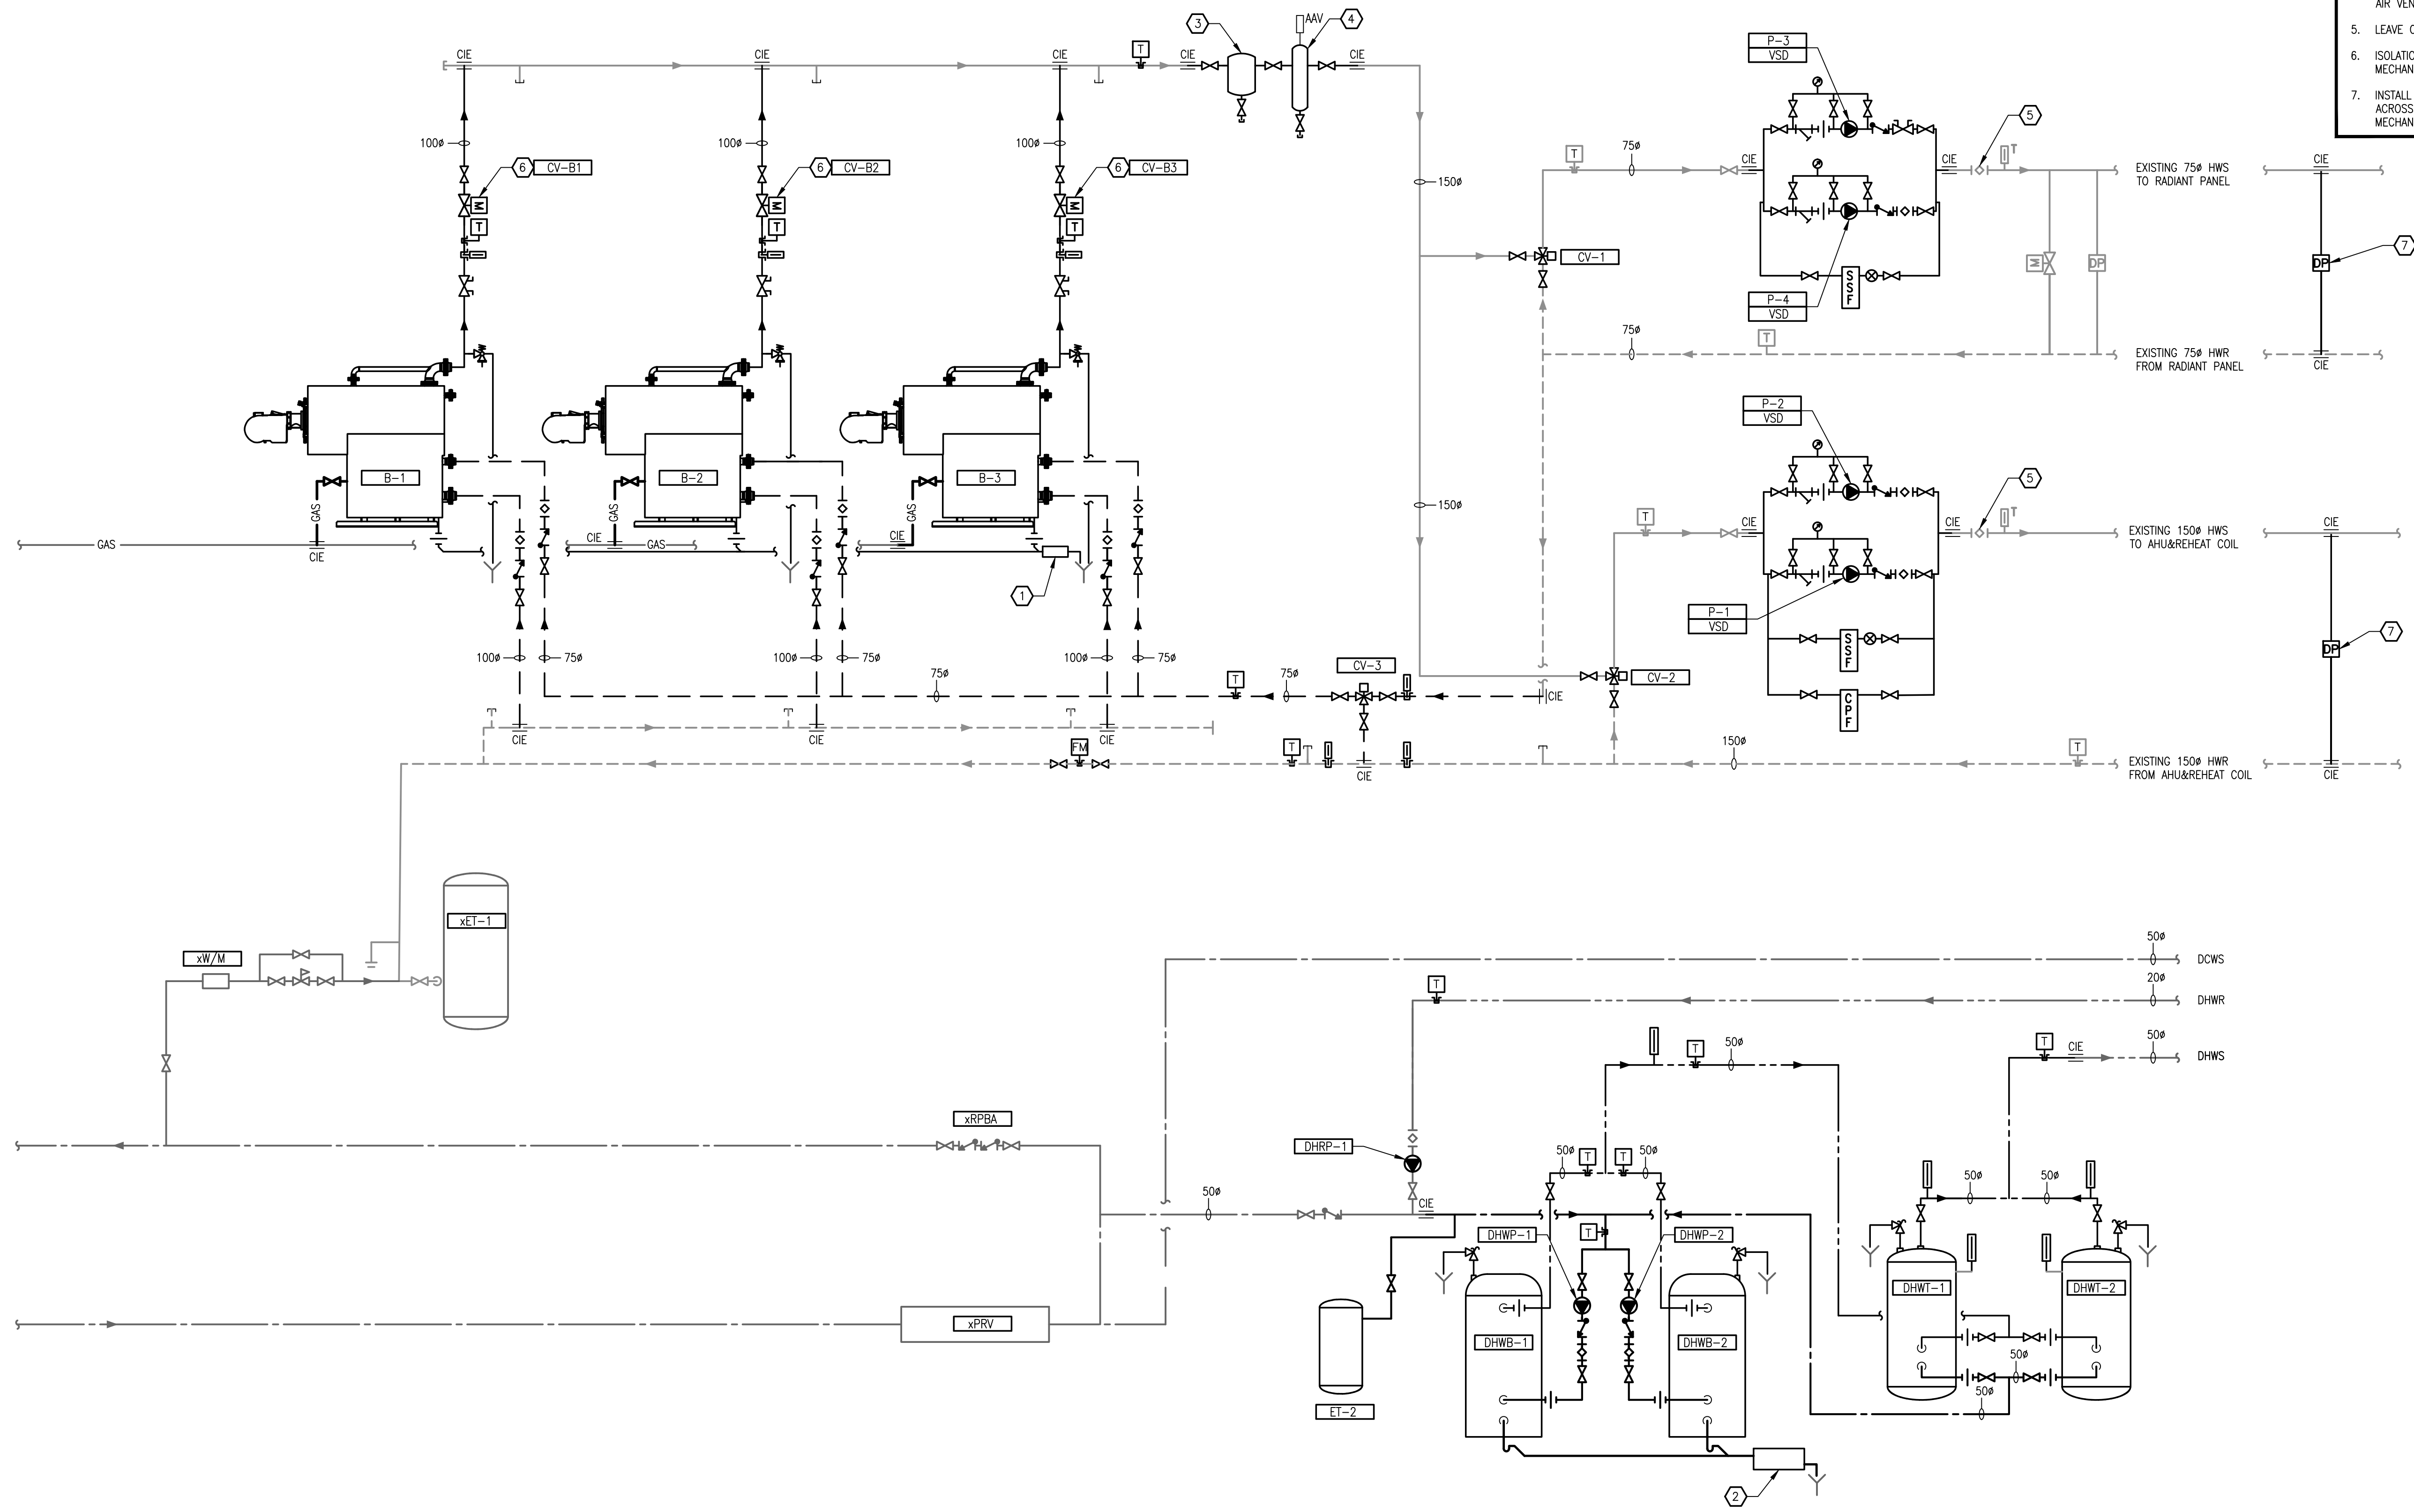 AIR VEN
5. LEAVE C
6. ISOLATIO
MECHAN
7. INSTALL
ACROSS
MECHAN
3
AAV
4
CIE
CIE
CIE
T
CIE
CIE
P-3
VSD
100ø
100ø
100ø
6 CV-B1
6 CV-B2
6 CV-B3
M
M
M
T
T
T
150ø
T
75ø
CIE
CIE
5
T
EXISTING 75ø HWS
TO RADIANT PANEL
CIE
CV-1
P-4
VSD
SSF
M
DP
DP
7
75ø
T
EXISTING 75ø HWR
FROM RADIANT PANEL
CIE
P-2
VSD
B-1
B-2
B-3
GAS
GAS
GAS
GAS
CIE
CIE
GAS
CIE
1
150ø
T
CIE
CIE
5
T
EXISTING 150ø HWS
TO AHU&REHEAT COIL
CIE
P-1
VSD
SSF
CPF
DP
7
100ø
75ø
100ø
75ø
100ø
75ø
75ø
T
75ø
CV-3
CIE
CV-2
CIE
CIE
CIE
FM
T
CIE
150ø
T
EXISTING 150ø HWR
FROM AHU&REHEAT COIL
CIE
xET-1
xW/M
50ø
DCWS
T
20ø
DHWR
T
50ø
T
CIE
50ø
DHWS
xRPBA
DHRP-1
50ø
T
T
50ø
50ø
CIE
50ø
50ø
DHWP-1
T
DHWP-2
DHWT-1
DHWT-2
xPRV
DHWB-1
DHWB-2
50ø
50ø
ET-2
2